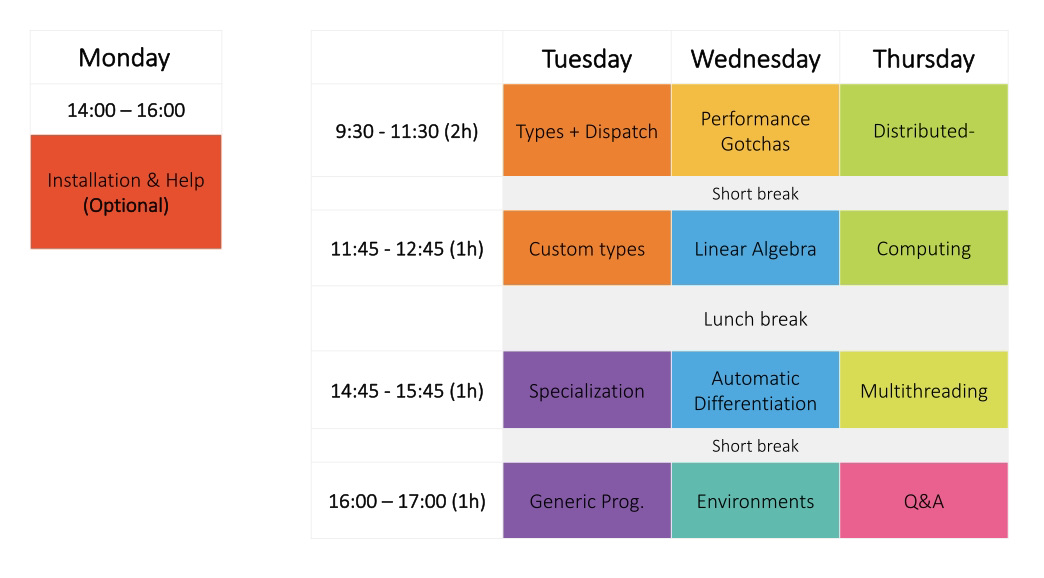 Monday
14:00 – 16:00
Installation & Help
(Optional)
Tuesday Wednesday Thursday
9:30 - 11:30 (2h) Types + Dispatch Performance Gotchas Distributed-
Short break
11:45 - 12:45 (1h) Custom types Linear Algebra Computing
Lunch break
14:45 - 15:45 (1h) Specialization Automatic Differentiation Multithreading
Short break
16:00 – 17:00 (1h) Generic Prog. Environments Q&A